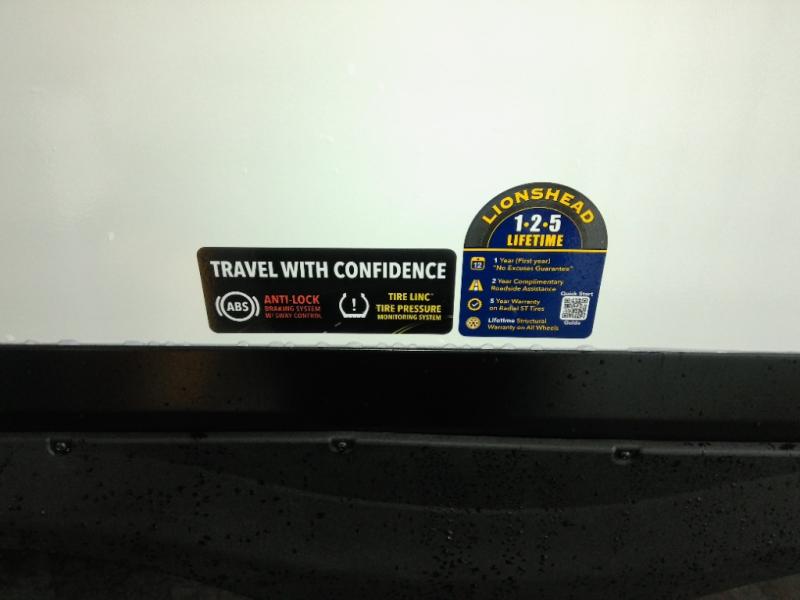 TRAVEL WITH CONFIDENCE
ABS
ANTI-LOCK
BRAKING SYSTEM
W/ SWAY CONTROL
!
TIRE LINC™
TIRE PRESSURE
MONITORING SYSTEM
LIONSHEAD
1·2·5
LIFETIME
12
1 Year (First year)
"No Excuses Guarantee"
2 Year Complimentary
Roadside Assistance
5 Year Warranty
on Radial ST Tires
Lifetime Structural
Warranty on All Wheels
Quick Start
Guide